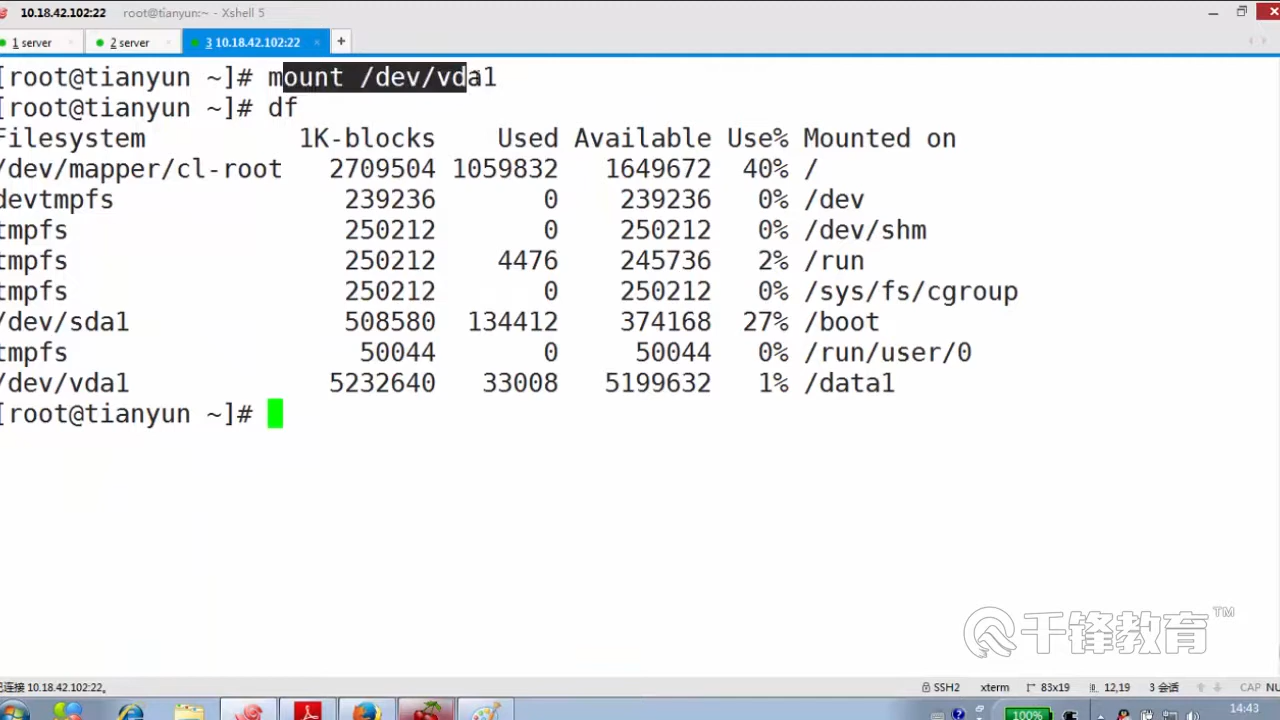 10.18.42.102:22 root@tianyun:~ - Xshell 5
1 server × 2 server × 3 10.18.42.102:22 × +
[root@tianyun ~]# mount /dev/vda1
[root@tianyun ~]# df
Filesystem 1K-blocks Used Available Use% Mounted on
/dev/mapper/cl-root 2709504 1059832 1649672 40% /
devtmpfs 239236 0 239236 0% /dev
tmpfs 250212 0 250212 0% /dev/shm
tmpfs 250212 4476 245736 2% /run
tmpfs 250212 0 250212 0% /sys/fs/cgroup
/dev/sda1 508580 134412 374168 27% /boot
tmpfs 50044 0 50044 0% /run/user/0
/dev/vda1 5232640 33008 5199632 1% /data1
[root@tianyun ~]#
千锋教育™
已连接 10.18.42.102:22。 SSH2 xterm 83x19 12,19 3 会话 CAP NU
100% 14:43